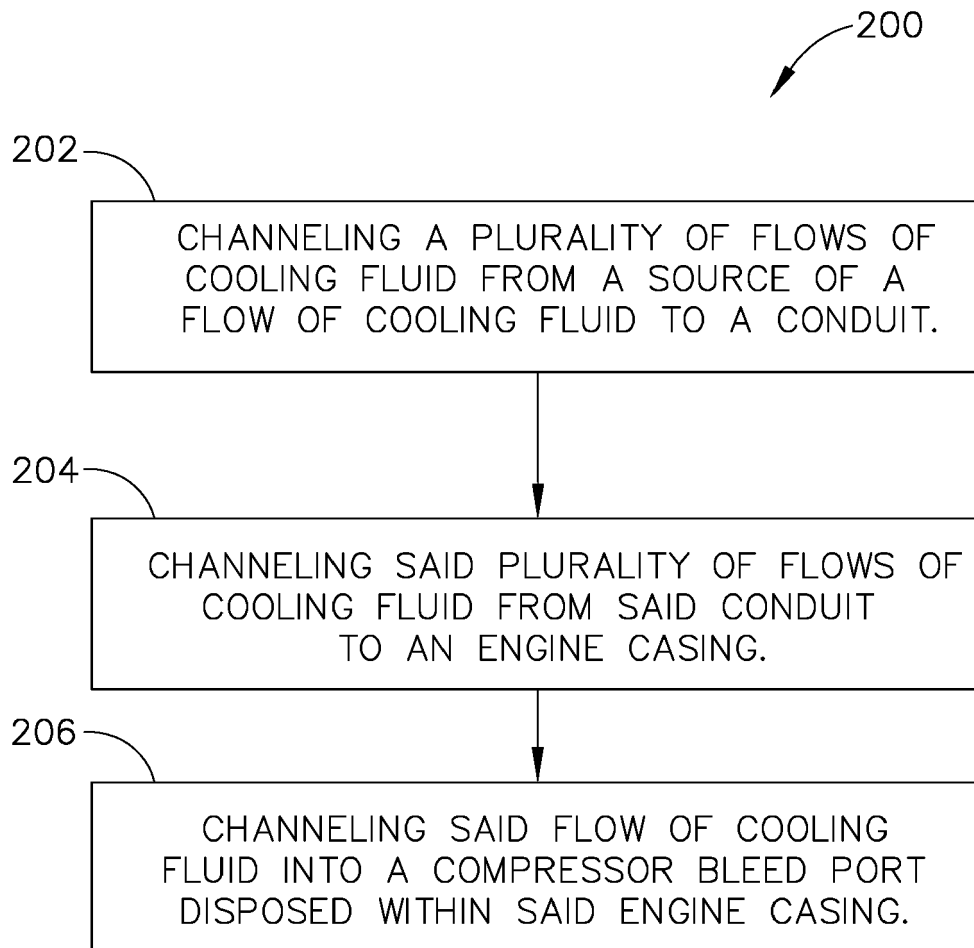 200
202
CHANNELING A PLURALITY OF FLOWS OF
COOLING FLUID FROM A SOURCE OF A
FLOW OF COOLING FLUID TO A CONDUIT.
204
CHANNELING SAID PLURALITY OF FLOWS OF
COOLING FLUID FROM SAID CONDUIT
TO AN ENGINE CASING.
206
CHANNELING SAID FLOW OF COOLING
FLUID INTO A COMPRESSOR BLEED PORT
DISPOSED WITHIN SAID ENGINE CASING.